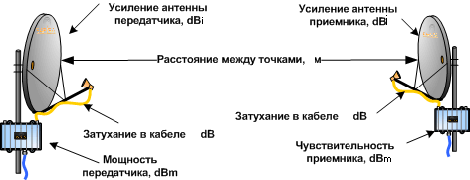 Усиление антенны
передатчика, dBi
Усиление антенны
приемника, dBi
Расстояние между точками, м
Затухание в кабеле dB
Затухание в кабеле dB
Мощность
передатчика, dBm
Чувствительность
приемника, dBm